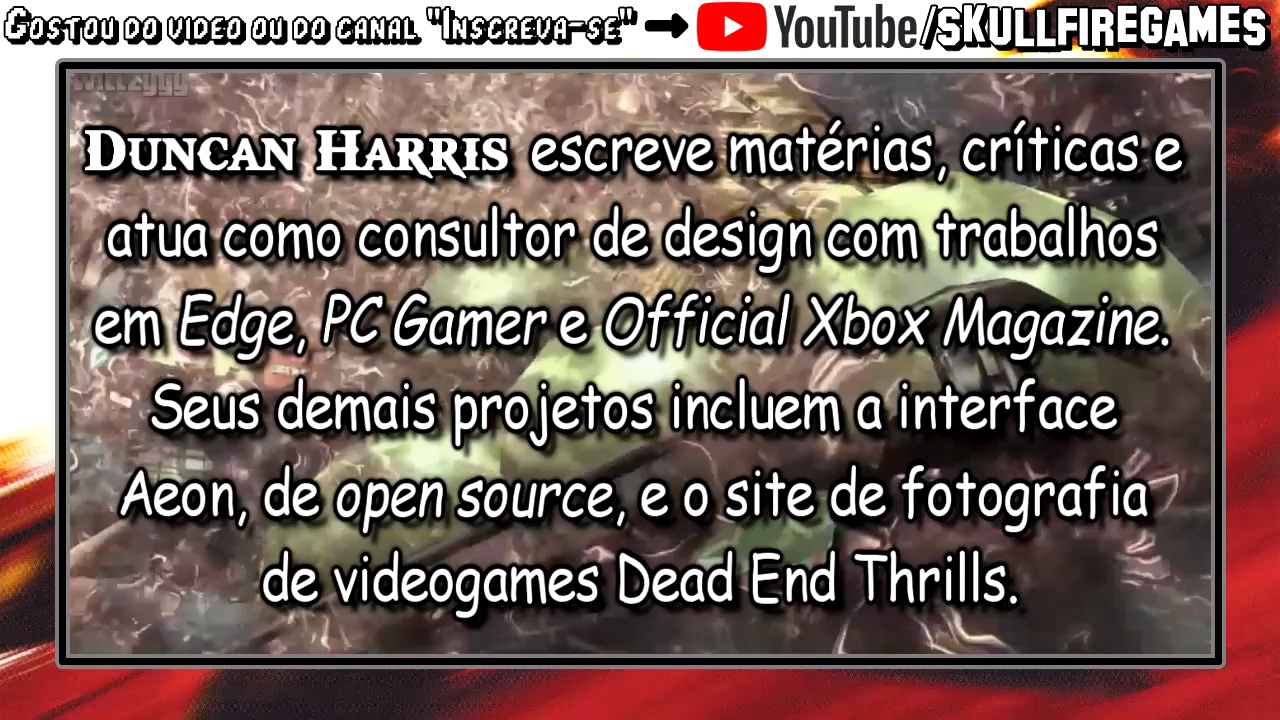 Gostou do video ou do canal "Inscreva-se" → YouTube/sKullfireGames
Duncan Harris escreve matérias, críticas e
atua como consultor de design com trabalhos
em Edge, PC Gamer e Official Xbox Magazine.
Seus demais projetos incluem a interface
Aeon, de open source, e o site de fotografia
de videogames Dead End Thrills.